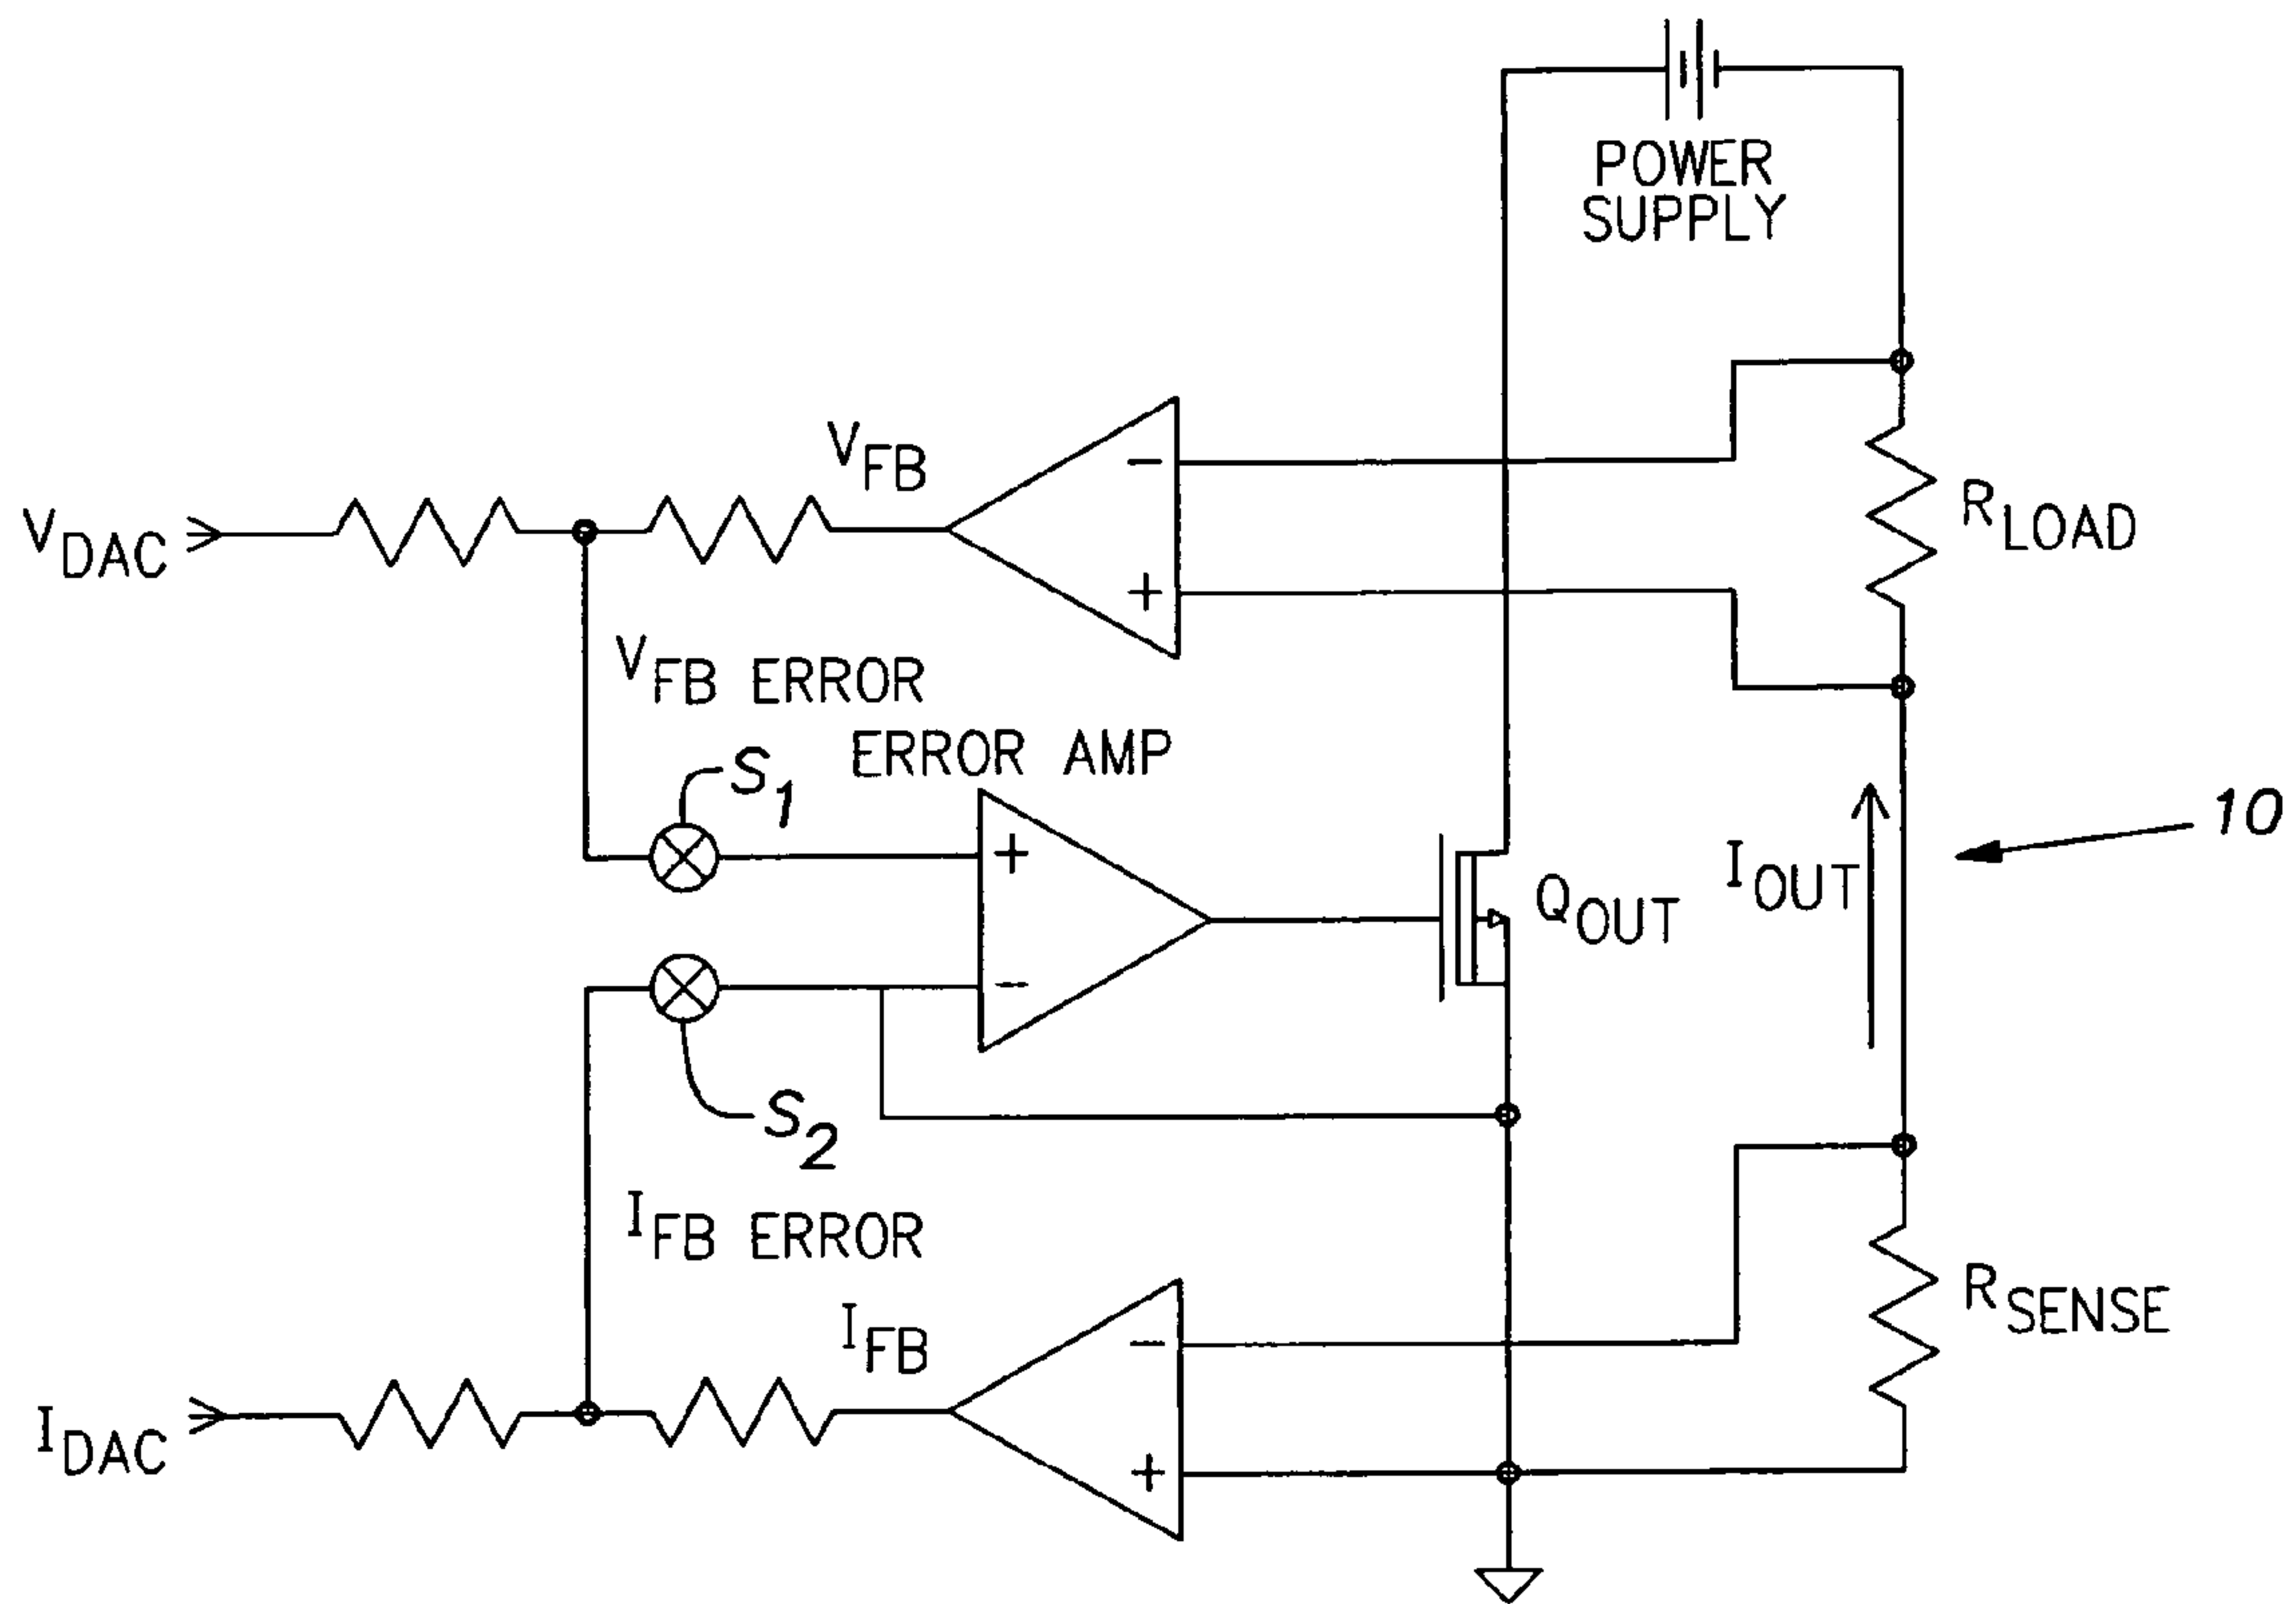 POWER
SUPPLY
V_FB
V_DAC
R_LOAD
V_FB ERROR
ERROR AMP
S_1
10
I_OUT
Q_OUT
+
-
S_2
I_FB ERROR
R_SENSE
I_FB
I_DAC
-
+
-
+